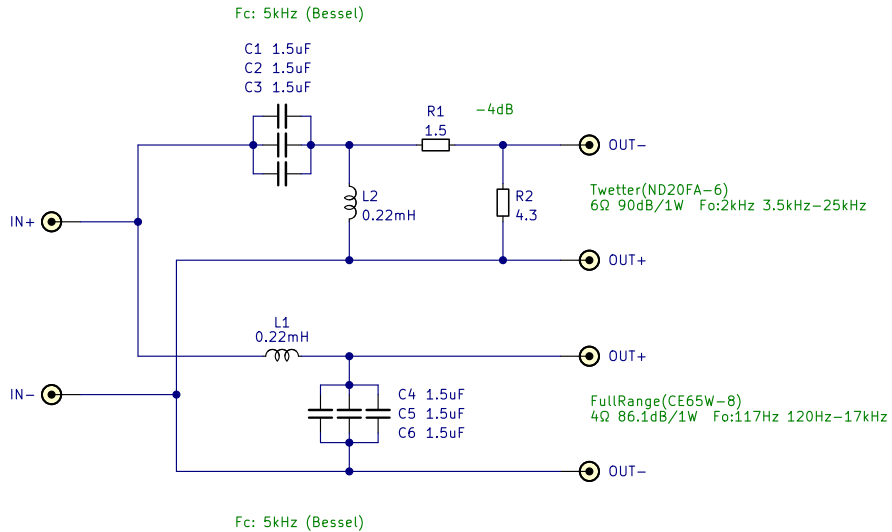 Fc: 5kHz (Bessel)
C1 1.5uF
C2 1.5uF
C3 1.5uF
R1
1.5
-4dB
OUT-
L2
0.22mH
R2
4.3
Twetter(ND20FA-6)
6Ω 90dB/1W Fo:2kHz 3.5kHz-25kHz
IN+
OUT+
L1
0.22mH
OUT+
IN-
C4 1.5uF
C5 1.5uF
C6 1.5uF
FullRange(CE65W-8)
4Ω 86.1dB/1W Fo:117Hz 120Hz-17kHz
OUT-
Fc: 5kHz (Bessel)